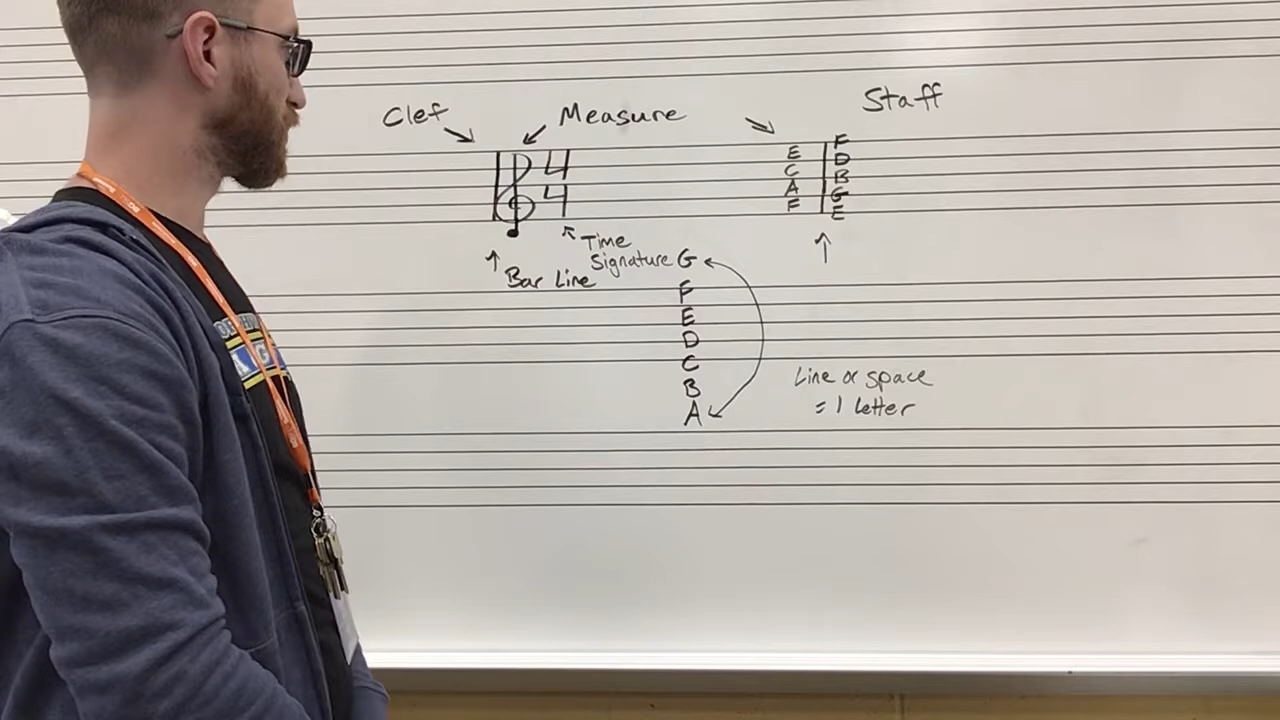 Clef
Measure
Staff
4
4
E
C
A
F
F
D
B
G
E
Time
Signature
Bar Line
G
F
E
D
C
B
A
Line or space
= 1 letter